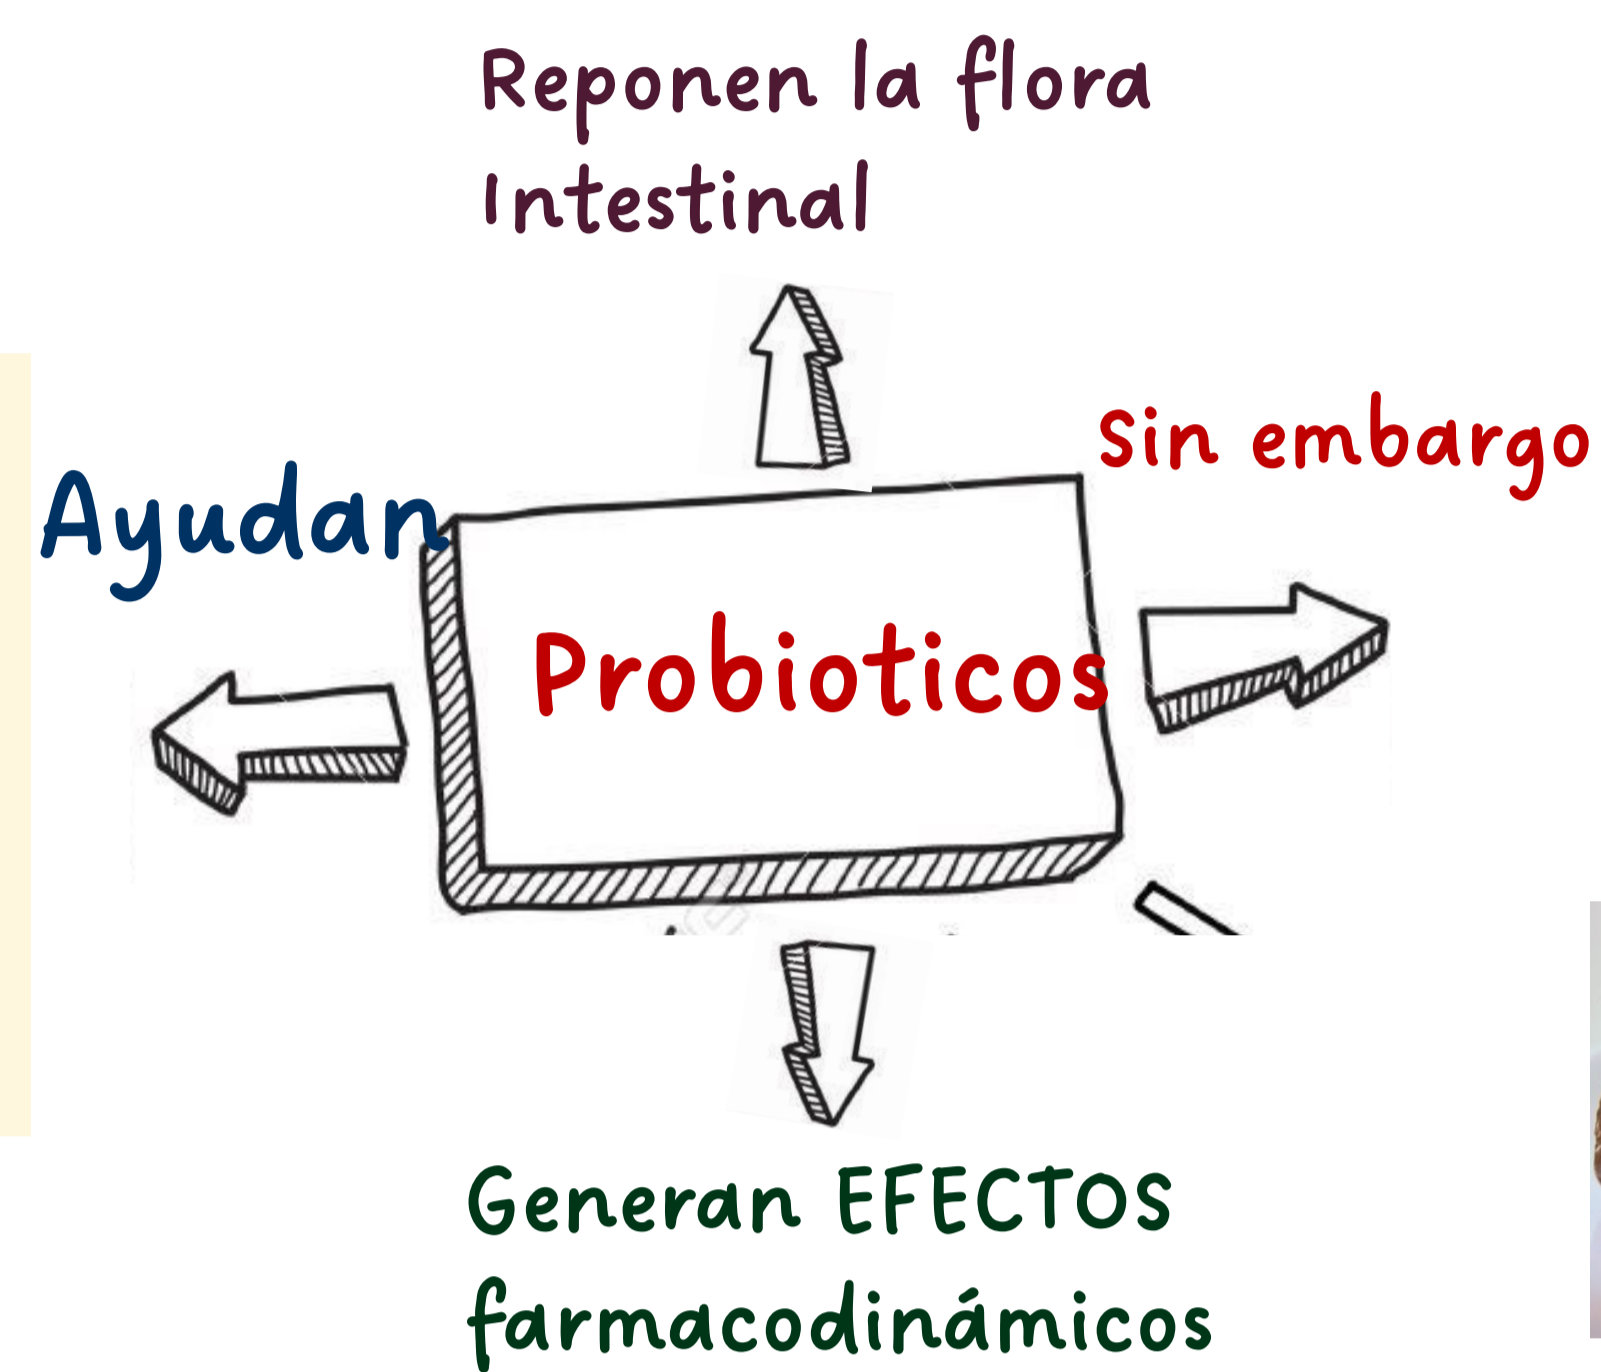 Reponen la flora
Intestinal
Sin embargo
Ayudan
Probioticos
Generan EFECTOS
farmacodinámicos